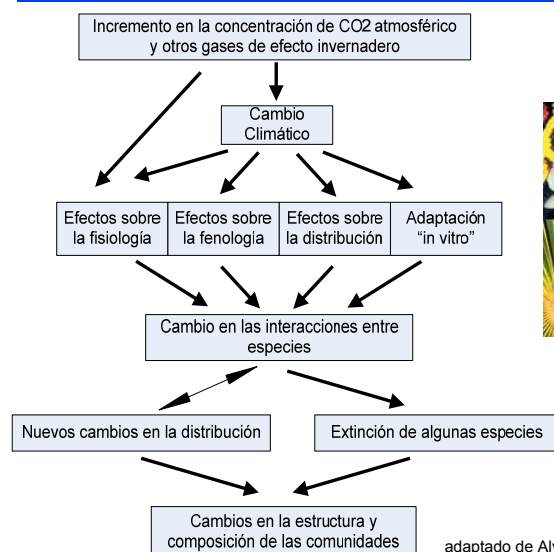 Incremento en la concentración de CO2 atmosférico
y otros gases de efecto invernadero
Cambio
Climático
Efectos sobre
la fisiología
Efectos sobre
la fenología
Efectos sobre
la distribución
Adaptación
“in vitro”
Cambio en las interacciones entre
especies
Nuevos cambios en la distribución
Extinción de algunas especies
Cambios en la estructura y
composición de las comunidades
adaptado de